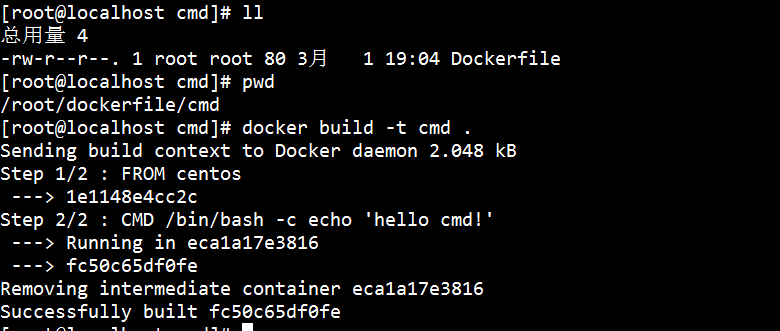 [root@localhost cmd]# ll
总用量 4
-rw-r--r--. 1 root root 80 3月   1 19:04 Dockerfile
[root@localhost cmd]# pwd
/root/dockerfile/cmd
[root@localhost cmd]# docker build -t cmd .
Sending build context to Docker daemon 2.048 kB
Step 1/2 : FROM centos
 ---> 1e1148e4cc2c
Step 2/2 : CMD /bin/bash -c echo 'hello cmd!'
 ---> Running in eca1a17e3816
 ---> fc50c65df0fe
Removing intermediate container eca1a17e3816
Successfully built fc50c65df0fe
[root@localhost cmd]#